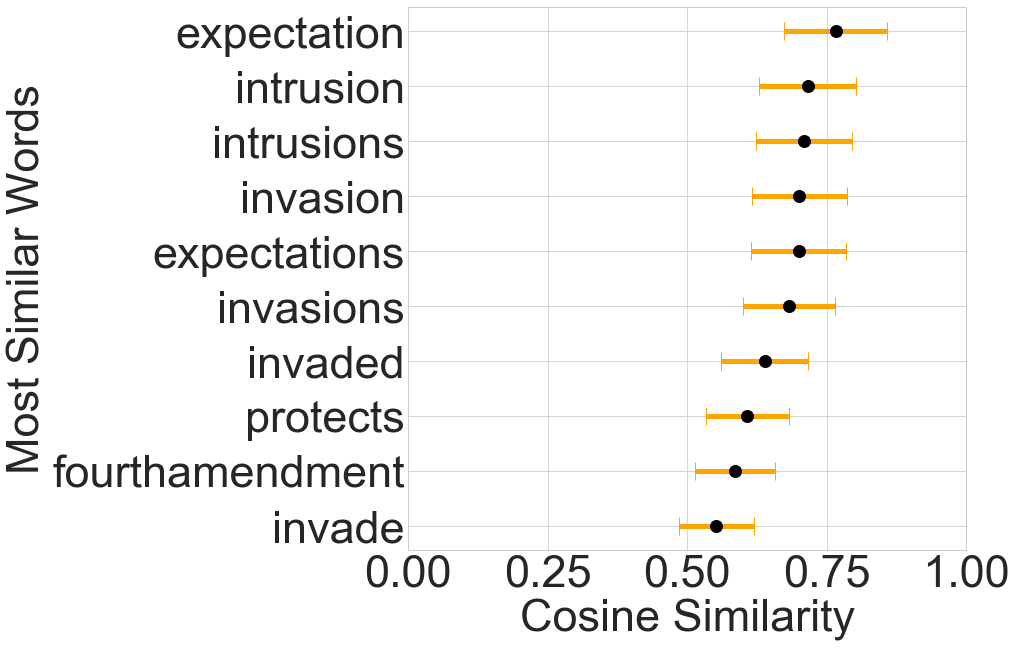 Most Similar Words
expectation
intrusion
intrusions
invasion
expectations
invasions
invaded
protects
fourthamendment
invade
0.00 0.25 0.50 0.75 1.00
Cosine Similarity